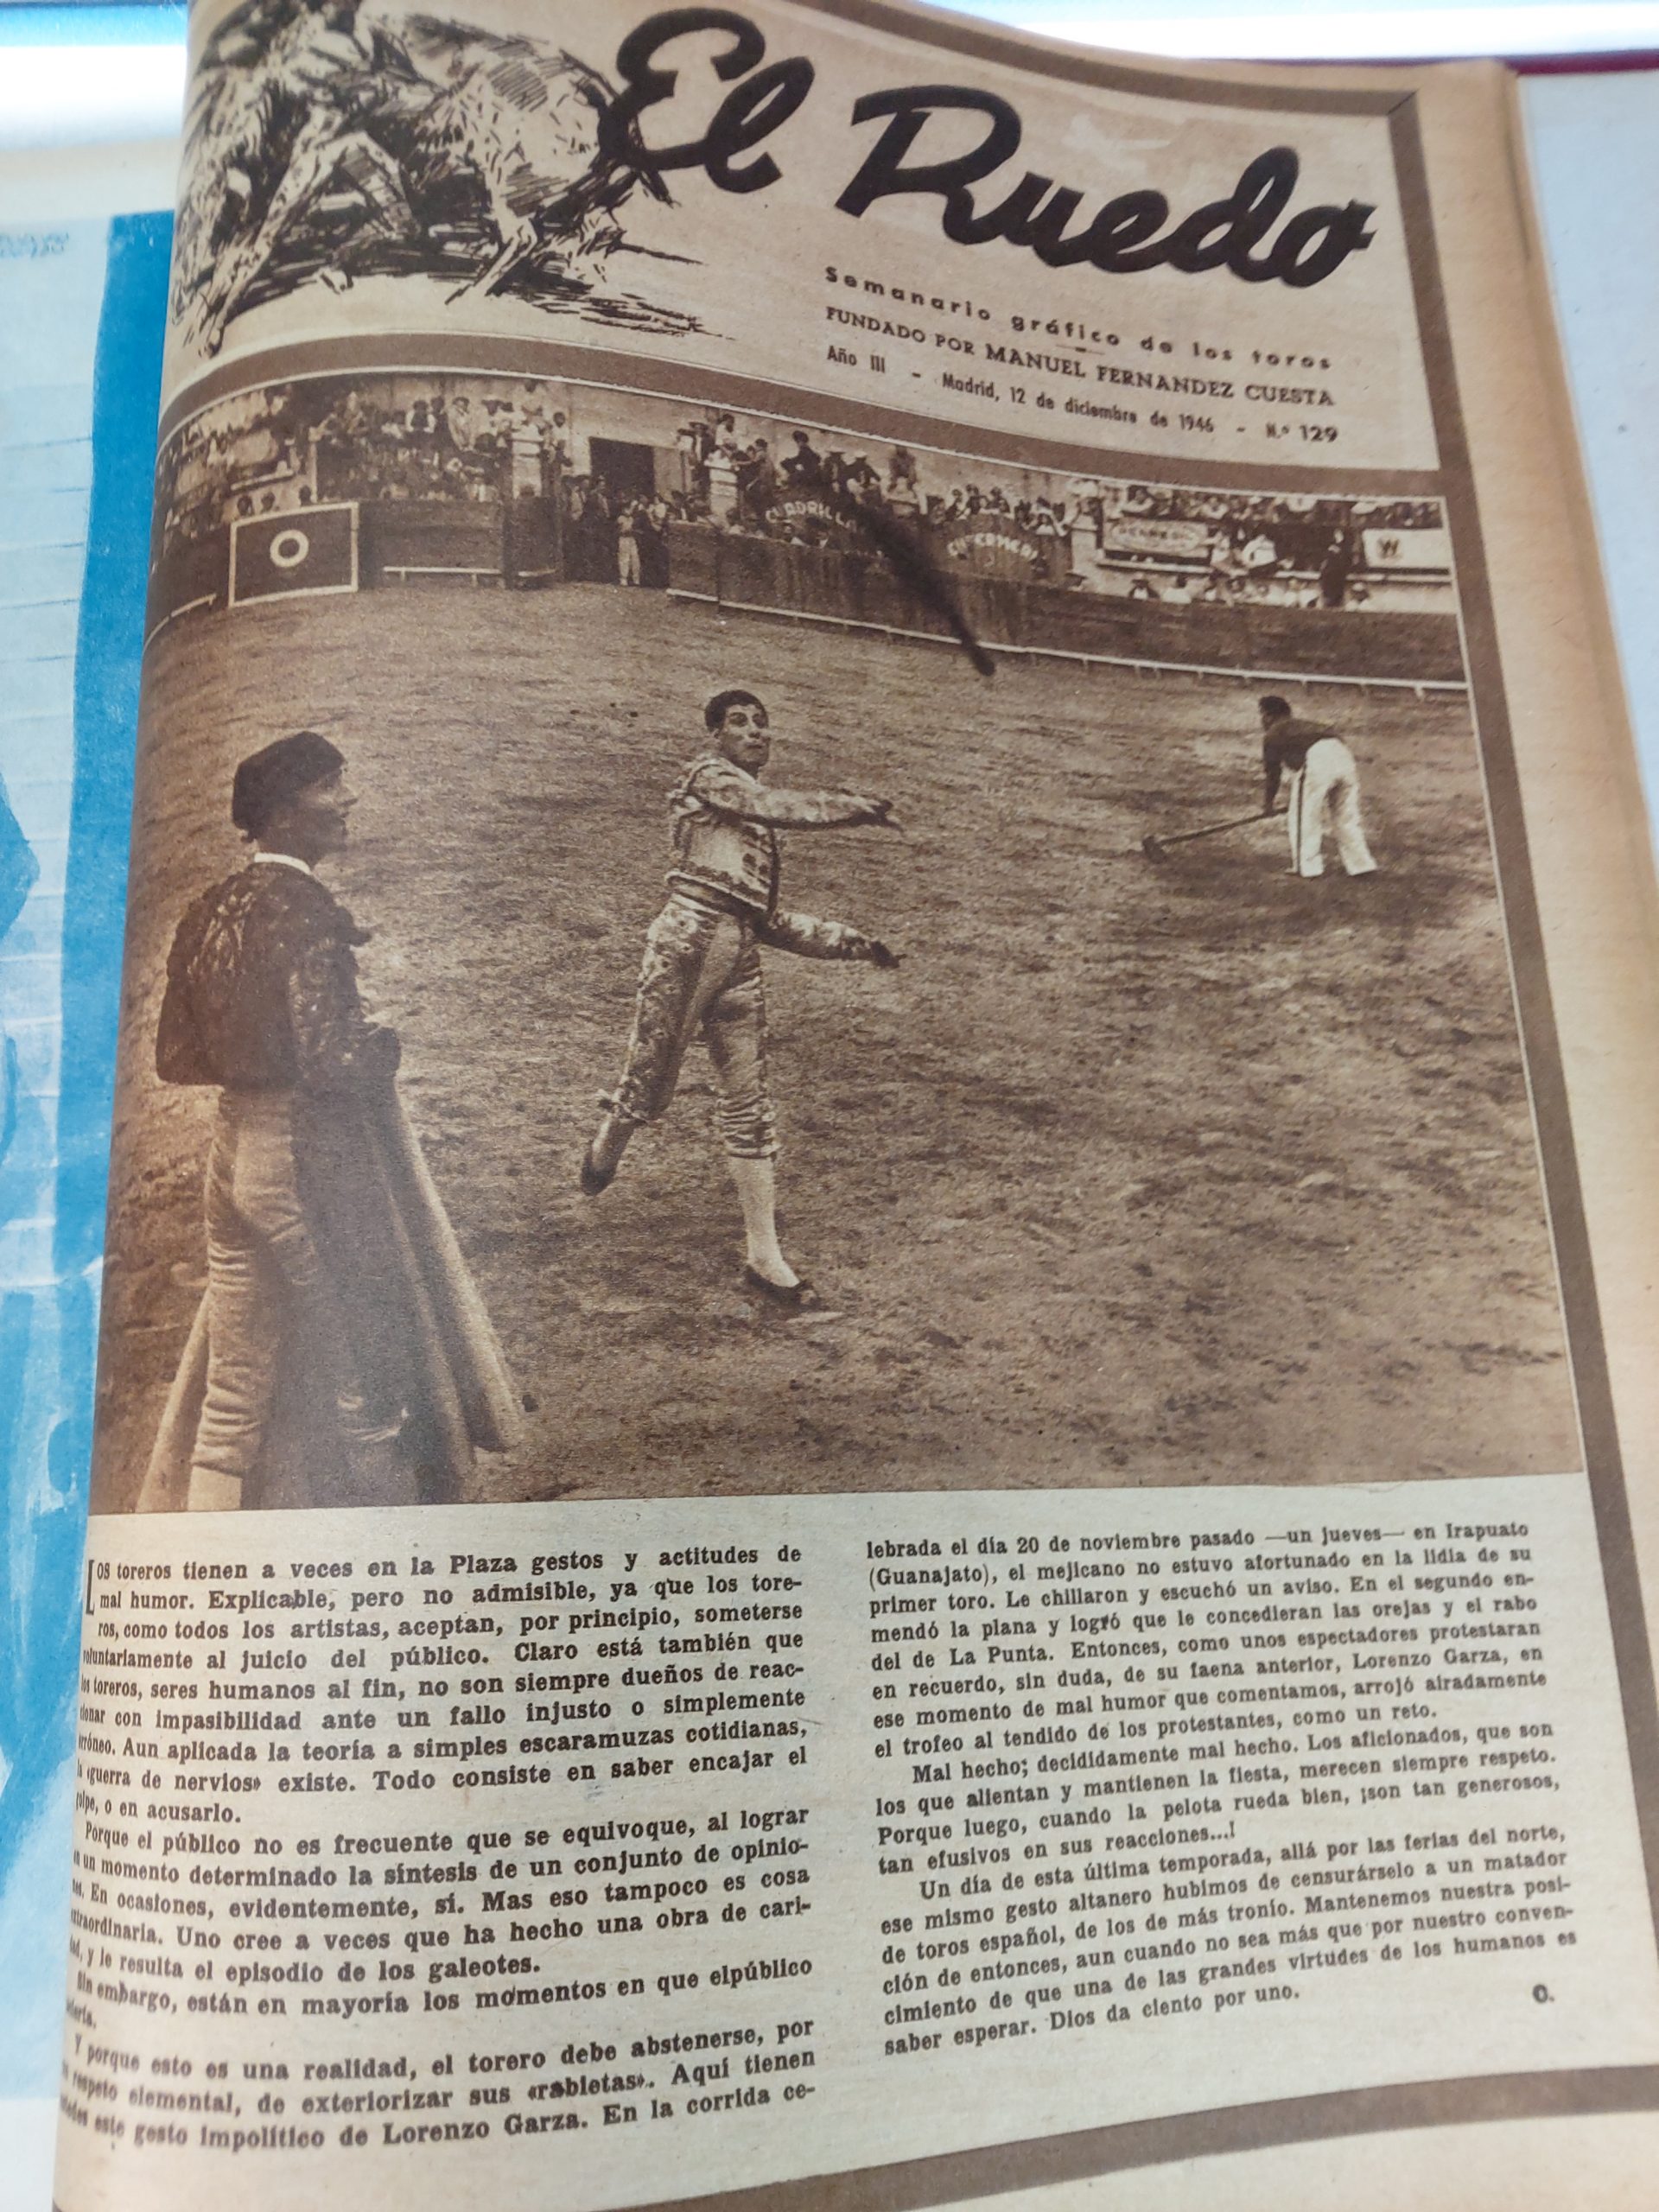 El Ruedo
Semanario gráfico de los toros
FUNDADO POR MANUEL FERNANDEZ CUESTA
Año III - Madrid, 12 de diciembre de 1946 - N.º 129
CUADRILLA
ENFERMERI
W
LOS toreros tienen a veces en la Plaza gestos y actitudes de
mal humor. Explicable, pero no admisible, ya que los tore-
ros, como todos los artistas, aceptan, por principio, someterse
voluntariamente al juicio del público. Claro está también que
los toreros, seres humanos al fin, no son siempre dueños de reac-
cionar con impasibilidad ante un fallo injusto o simplemente
erróneo. Aun aplicada la teoría a simples escaramuzas cotidianas,
la «guerra de nervios» existe. Todo consiste en saber encajar el
golpe, o en acusarlo.
Porque el público no es frecuente que se equivoque, al lograr
en un momento determinado la síntesis de un conjunto de opinio-
nes. En ocasiones, evidentemente, sí. Mas eso tampoco es cosa
extraordinaria. Uno cree a veces que ha hecho una obra de cari-
dad, y le resulta el episodio de los galeotes.
Sin embargo, están en mayoría los momentos en que elpúblico
acierta.
Y porque esto es una realidad, el torero debe abstenerse, por
respeto elemental, de exteriorizar sus «rabietas». Aquí tienen
ustedes este gesto impolítico de Lorenzo Garza. En la corrida ce-
lebrada el día 20 de noviembre pasado —un jueves— en Irapuato
(Guanajato), el mejicano no estuvo afortunado en la lidia de su
primer toro. Le chillaron y escuchó un aviso. En el segundo en-
mendó la plana y logró que le concedieran las orejas y el rabo
del de La Punta. Entonces, como unos espectadores protestaran
en recuerdo, sin duda, de su faena anterior, Lorenzo Garza, en
ese momento de mal humor que comentamos, arrojó airadamente
el trofeo al tendido de los protestantes, como un reto.
Mal hecho; decididamente mal hecho. Los aficionados, que son
los que alientan y mantienen la fiesta, merecen siempre respeto.
Porque luego, cuando la pelota rueda bien, ¡son tan generosos,
tan efusivos en sus reacciones...!
Un día de esta última temporada, allá por las ferias del norte,
ese mismo gesto altanero hubimos de censurárselo a un matador
de toros español, de los de más tronío. Mantenemos nuestra posi-
ción de entonces, aun cuando no sea más que por nuestro conven-
cimiento de que una de las grandes virtudes de los humanos es
saber esperar. Dios da ciento por uno.
C.